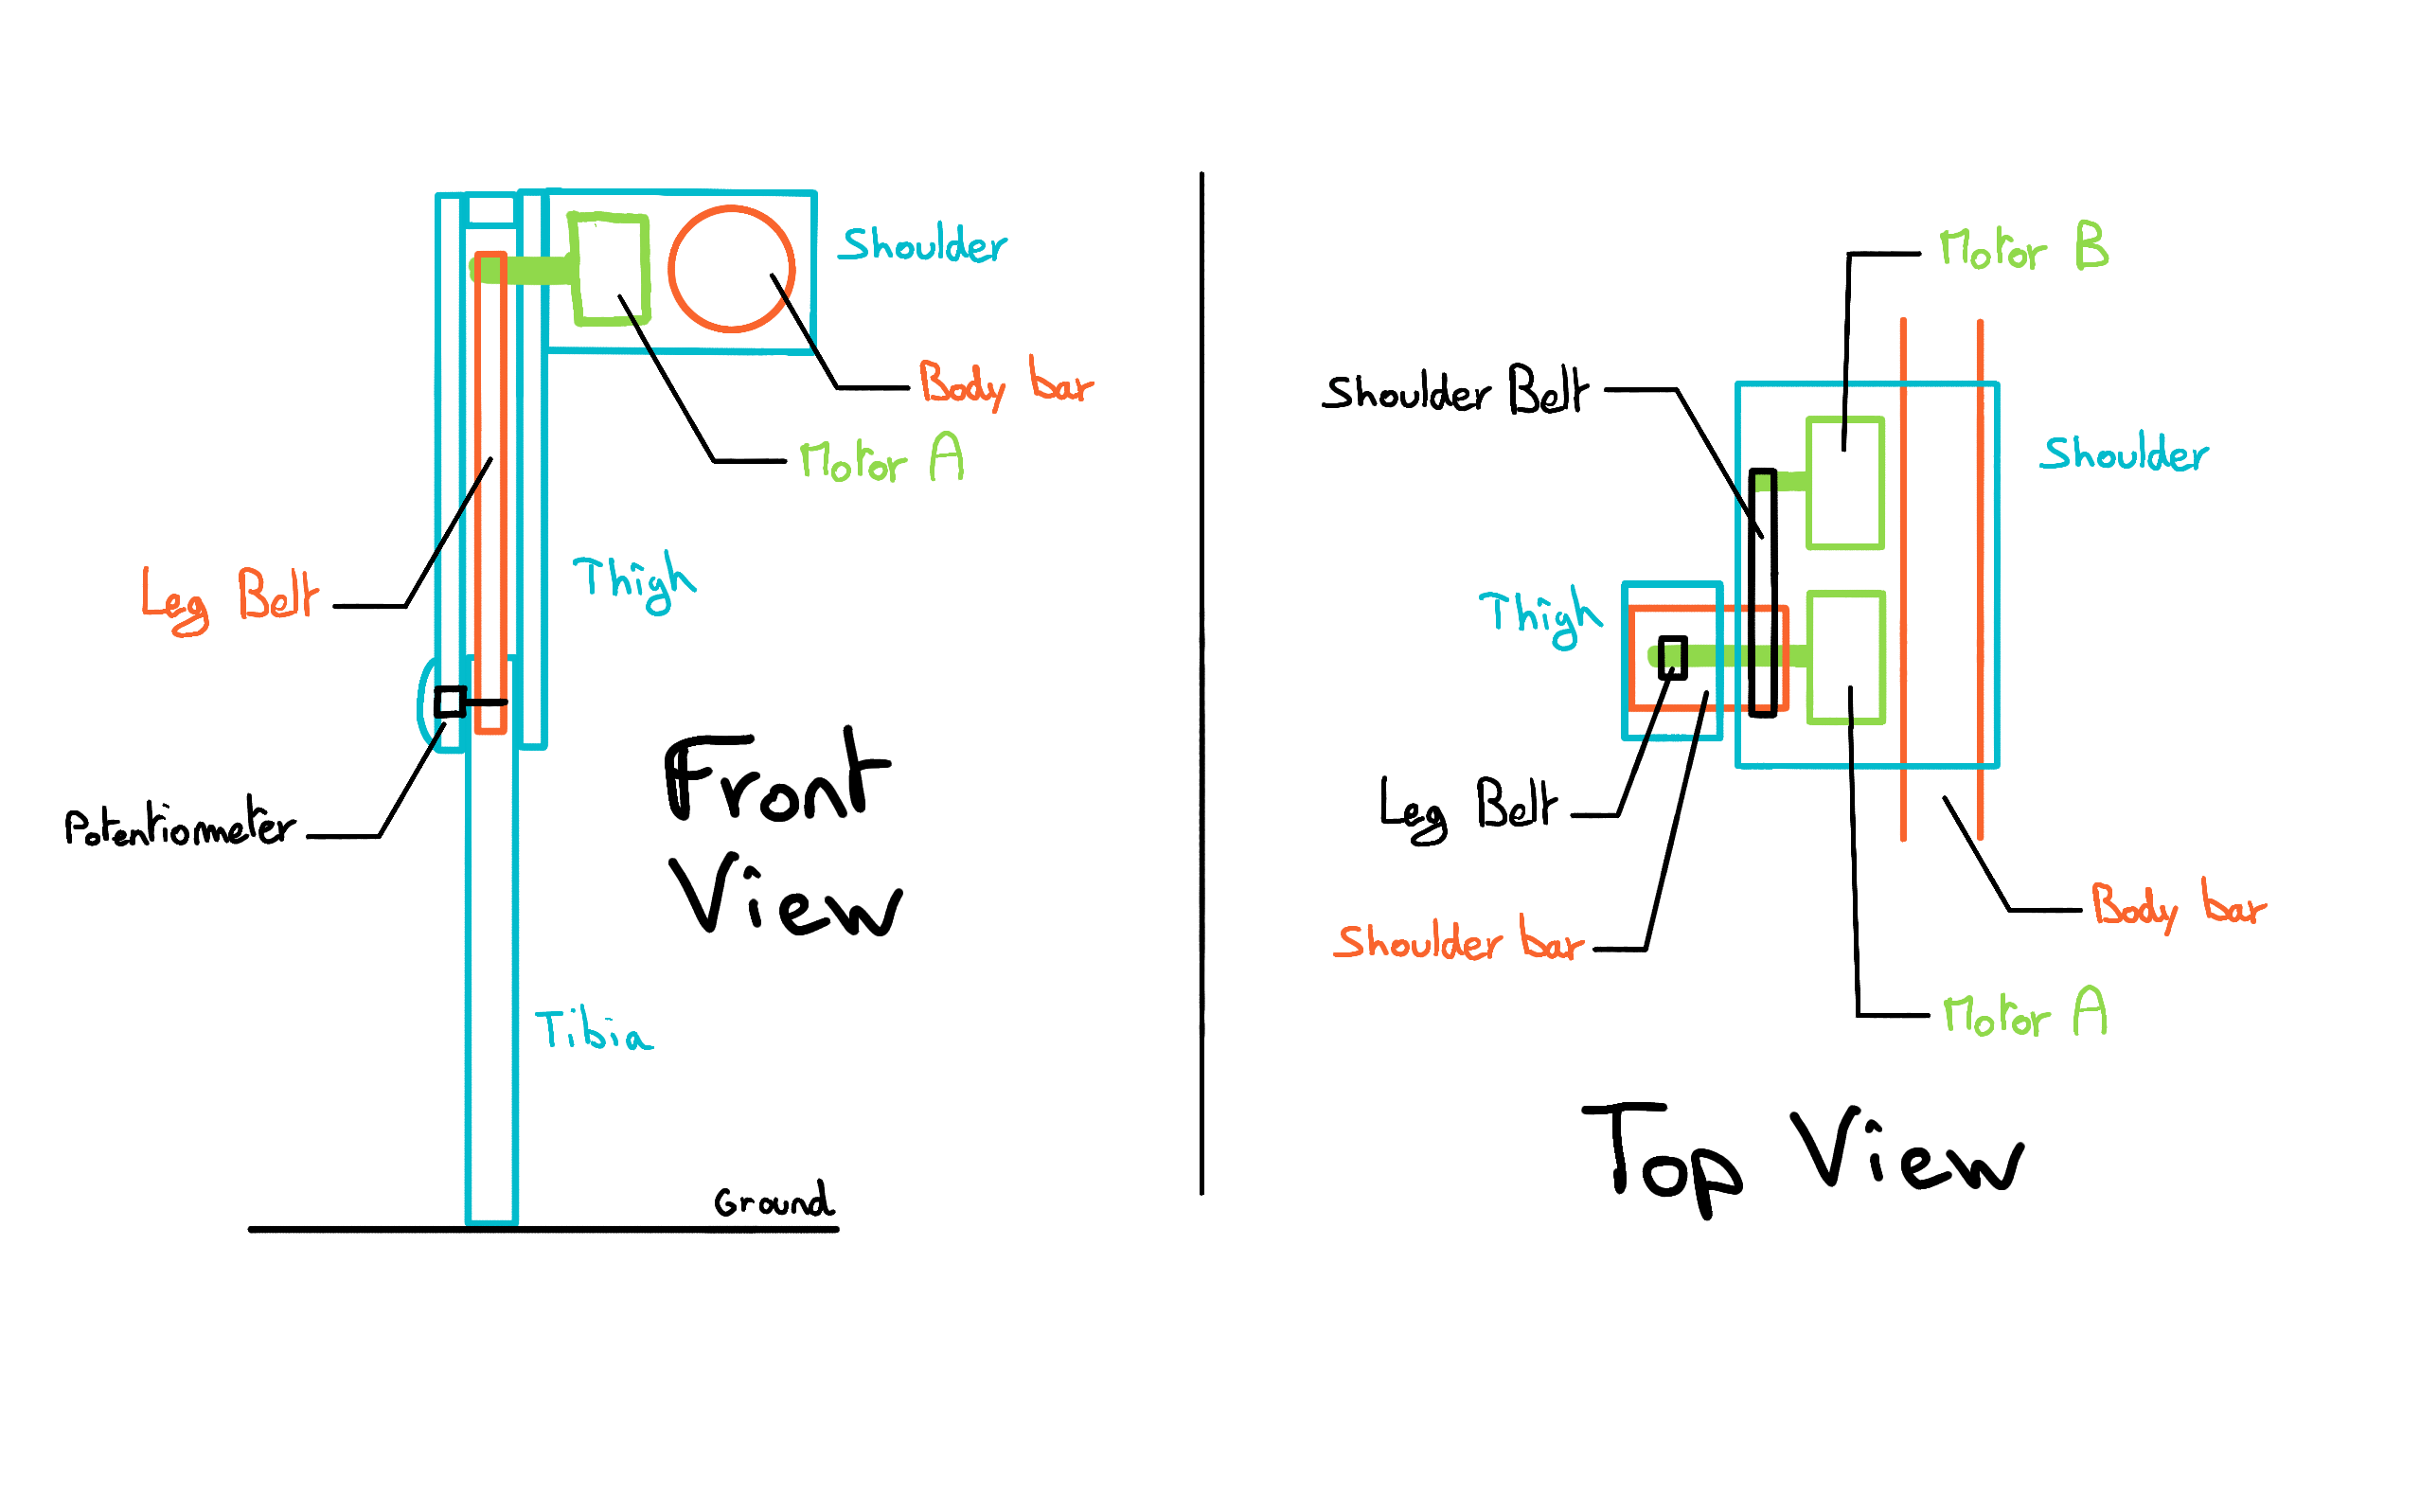 Shoulder
Body bar
Motor A
Leg Belt
Thigh
Potentiometer
Front
View
Tibia
Ground
Motor B
Shoulder Belt
Shoulder
Thigh
Leg Belt
Shoulder bar
Body bar
Motor A
Top View